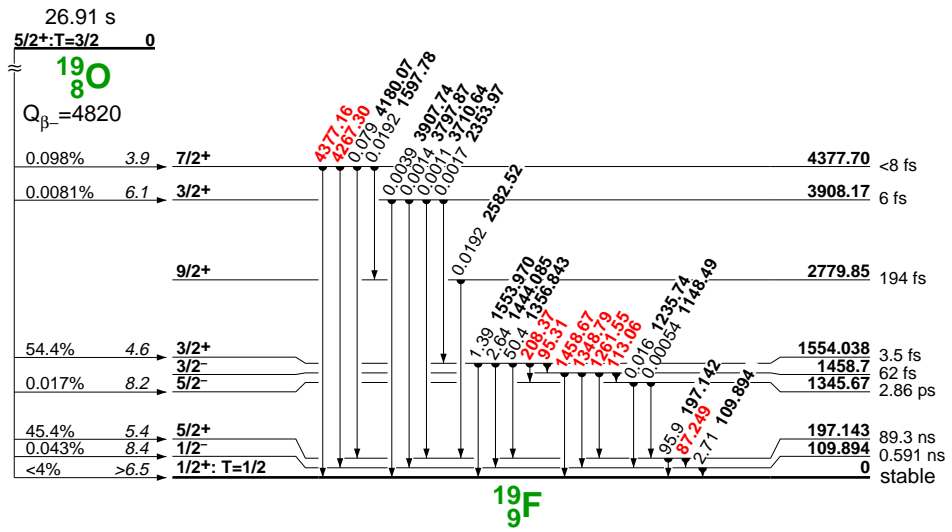 26.91 s
5/2+:T=3/2 0
19
8 O
Qβ−=4820
4377.16
4267.30
0.079 4180.07
0.0192 1597.78
0.0039 3907.74
0.0014 3797.87
0.0011 3710.64
0.0017 2353.97
0.098% 3.9 7/2+ 4377.70 <8 fs
0.0081% 6.1 3/2+ 3908.17 6 fs
0.0192 2582.52
9/2+ 2779.85 194 fs
1.39 1553.970
2.64 1444.085
50.4 1356.843
208.37
95.31
1458.67
1348.79
1261.55
113.06
0.016 1235.74
0.00054 1148.49
54.4% 4.6 3/2+ 1554.038 3.5 fs
3/2− 1458.7 62 fs
0.017% 8.2 5/2− 1345.67 2.86 ps
95.9 197.142
87.249
2.71 109.894
45.4% 5.4 5/2+ 197.143 89.3 ns
0.043% 8.4 1/2− 109.894 0.591 ns
<4% >6.5 1/2+: T=1/2 0 stable
19
9 F